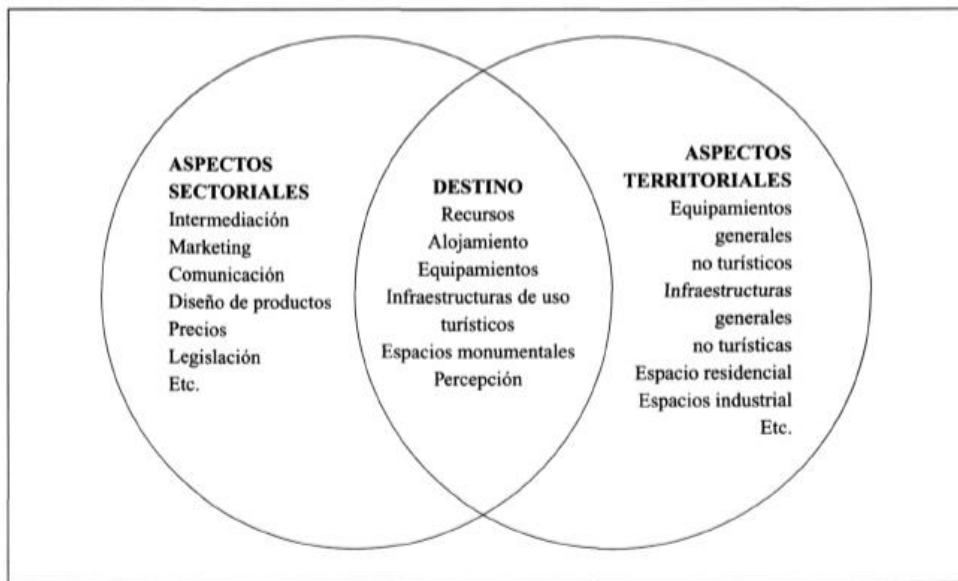 ASPECTOS
SECTORIALES
Intermediación
Marketing
Comunicación
Diseño de productos
Precios
Legislación
Etc.
DESTINO
Recursos
Alojamiento
Equipamientos
Infraestructuras de uso
turísticos
Espacios monumentales
Percepción
ASPECTOS
TERRITORIALES
Equipamientos
generales
no turísticos
Infraestructuras
generales
no turísticas
Espacio residencial
Espacios industrial
Etc.